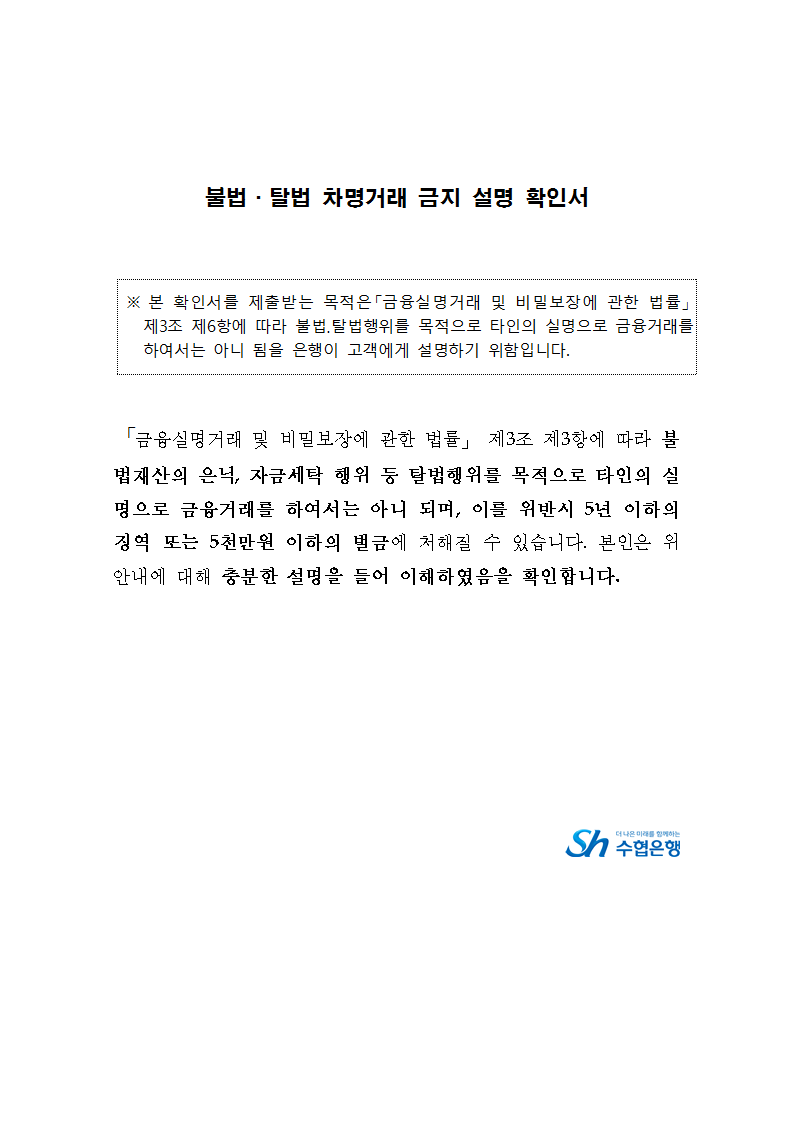 불법 · 탈법 차명거래 금지 설명 확인서
※ 본 확인서를 제출받는 목적은「금융실명거래 및 비밀보장에 관한 법률」
제3조 제6항에 따라 불법.탈법행위를 목적으로 타인의 실명으로 금융거래를
하여서는 아니 됨을 은행이 고객에게 설명하기 위함입니다.
「금융실명거래 및 비밀보장에 관한 법률」 제3조 제3항에 따라 불
법재산의 은닉, 자금세탁 행위 등 탈법행위를 목적으로 타인의 실
명으로 금융거래를 하여서는 아니 되며, 이를 위반시 5년 이하의
징역 또는 5천만원 이하의 벌금에 처해질 수 있습니다. 본인은 위
안내에 대해 충분한 설명을 들어 이해하였음을 확인합니다.
더 나은 미래를 함께하는
Sh 수협은행